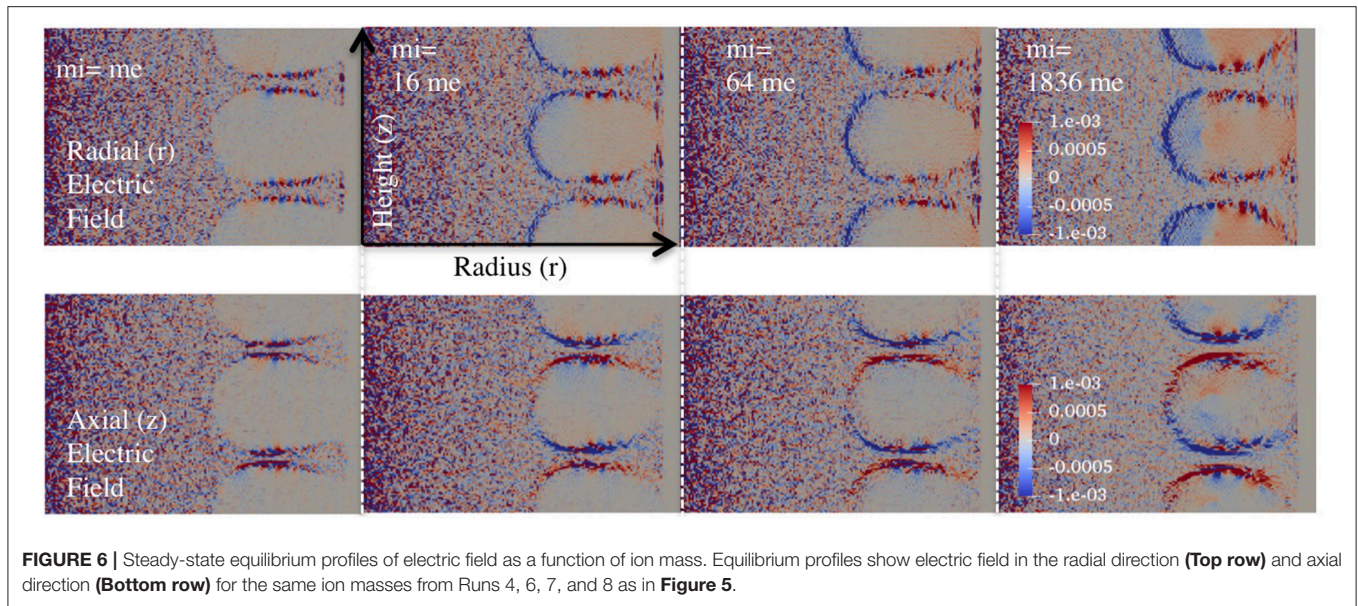 mi= me
mi=
16 me
mi=
64 me
mi=
1836 me
Radial (r)
Electric
Field
Height (z)
1.e-03
0.0005
0
-0.0005
-1.e-03
Radius (r)
Axial (z)
Electric
Field
1.e-03
0.0005
0
-0.0005
-1.e-03
FIGURE 6 | Steady-state equilibrium profiles of electric field as a function of ion mass. Equilibrium profiles show electric field in the radial direction (Top row) and axial
direction (Bottom row) for the same ion masses from Runs 4, 6, 7, and 8 as in Figure 5.